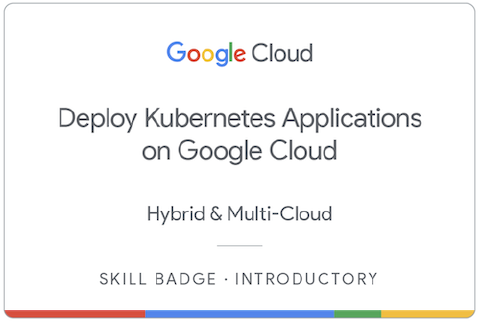 Google Cloud
Deploy Kubernetes Applications
on Google Cloud
Hybrid & Multi-Cloud
SKILL BADGE · INTRODUCTORY